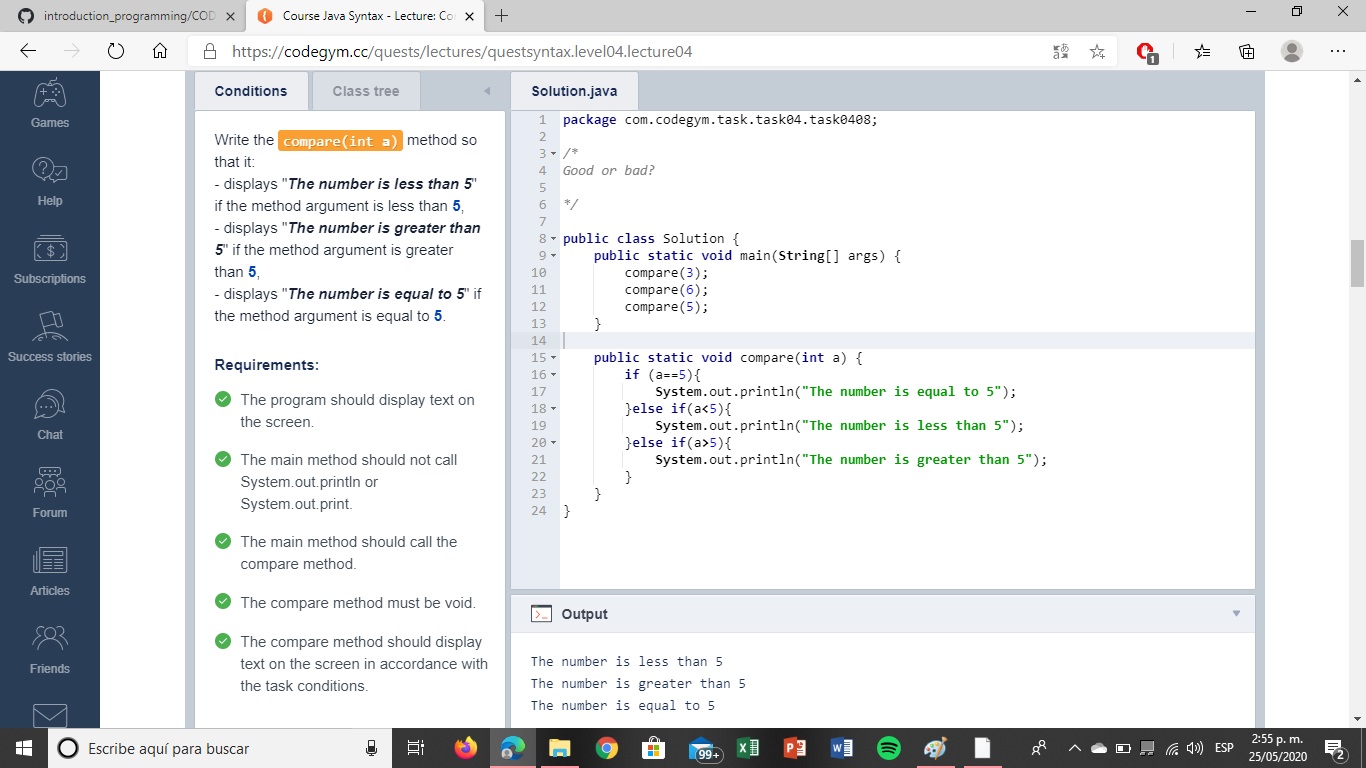 introduction_programming/COD
Course Java Syntax - Lecture: Co
https://codegym.cc/quests/lectures/questsyntax.level04.lecture04
1
Games
Help
Subscriptions
Success stories
Chat
Forum
Articles
Friends
Conditions
Class tree
Write the compare(int a) method so
that it:
- displays "The number is less than 5"
if the method argument is less than 5,
- displays "The number is greater than
5" if the method argument is greater
than 5,
- displays "The number is equal to 5" if
the method argument is equal to 5.
Requirements:
The program should display text on
the screen.
The main method should not call
System.out.println or
System.out.print.
The main method should call the
compare method.
The compare method must be void.
The compare method should display
text on the screen in accordance with
the task conditions.
Solution.java
1 package com.codegym.task.task04.task0408;
2
3 /*
4 Good or bad?
5
6 */
7
8 public class Solution {
9 public static void main(String[] args) {
10 compare(3);
11 compare(6);
12 compare(5);
13 }
14
15 public static void compare(int a) {
16 if (a==5){
17 System.out.println("The number is equal to 5");
18 }else if(a<5){
19 System.out.println("The number is less than 5");
20 }else if(a>5){
21 System.out.println("The number is greater than 5");
22 }
23 }
24 }
Output
The number is less than 5
The number is greater than 5
The number is equal to 5
Escribe aquí para buscar
99+
ESP
2:55 p. m.
25/05/2020
2